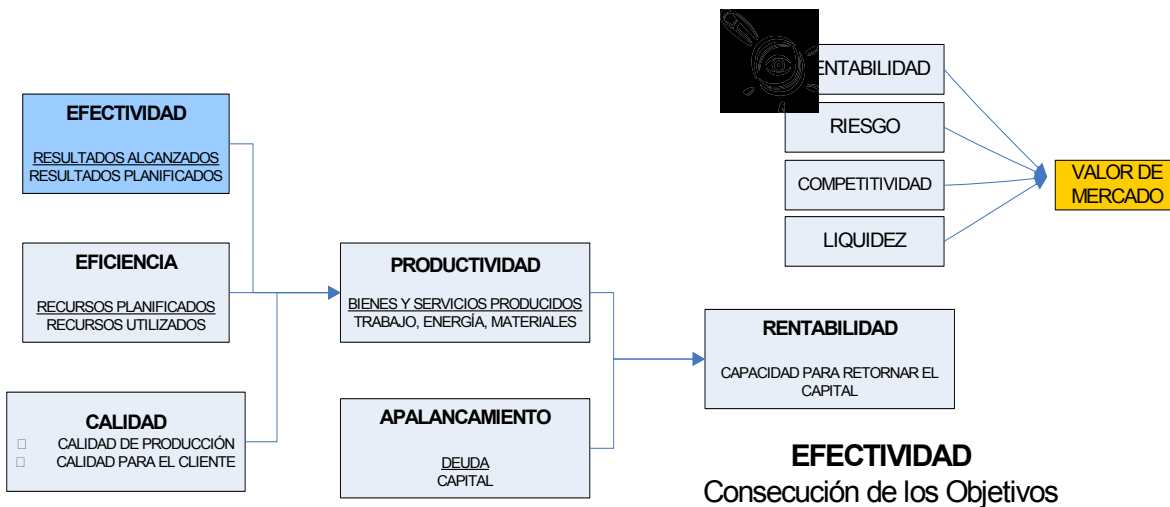 EFECTIVIDAD
RESULTADOS ALCANZADOS
RESULTADOS PLANIFICADOS
EFICIENCIA
RECURSOS PLANIFICADOS
RECURSOS UTILIZADOS
CALIDAD
CALIDAD DE PRODUCCIÓN
CALIDAD PARA EL CLIENTE
PRODUCTIVIDAD
BIENES Y SERVICIOS PRODUCIDOS
TRABAJO, ENERGÍA, MATERIALES
APALANCAMIENTO
DEUDA
CAPITAL
ENTABILIDAD
RIESGO
COMPETITIVIDAD
LIQUIDEZ
VALOR DE
MERCADO
RENTABILIDAD
CAPACIDAD PARA RETORNAR EL
CAPITAL
EFECTIVIDAD
Consecución de los Objetivos